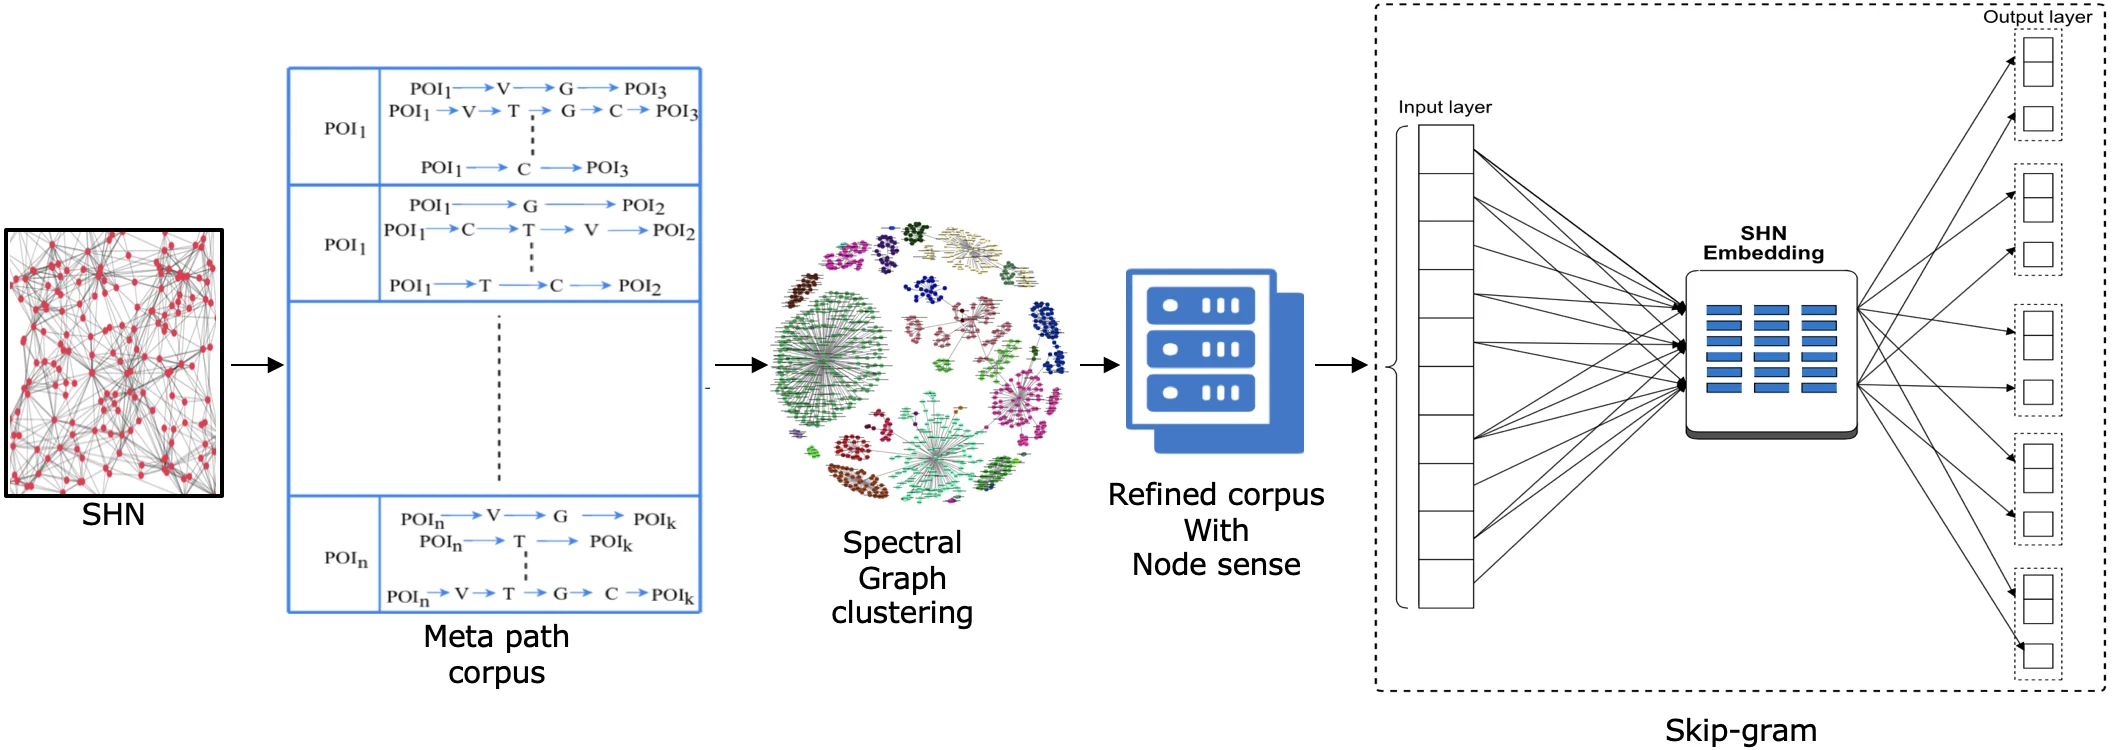 SHN
POI1
POI1 → V → G → POI3
POI1 → V → T → G → C → POI3
POI1 → C → POI3
POI1
POI1 → G → POI2
POI1 → C → T → V → POI2
POI1 → T → C → POI2
POIn
POIn → V → G → POIk
POIn → T → POIk
POIn → V → T → G → C → POIk
Meta path
corpus
Spectral
Graph
clustering
Refined corpus
With
Node sense
Input layer
SHN
Embedding
Output layer
Skip-gram